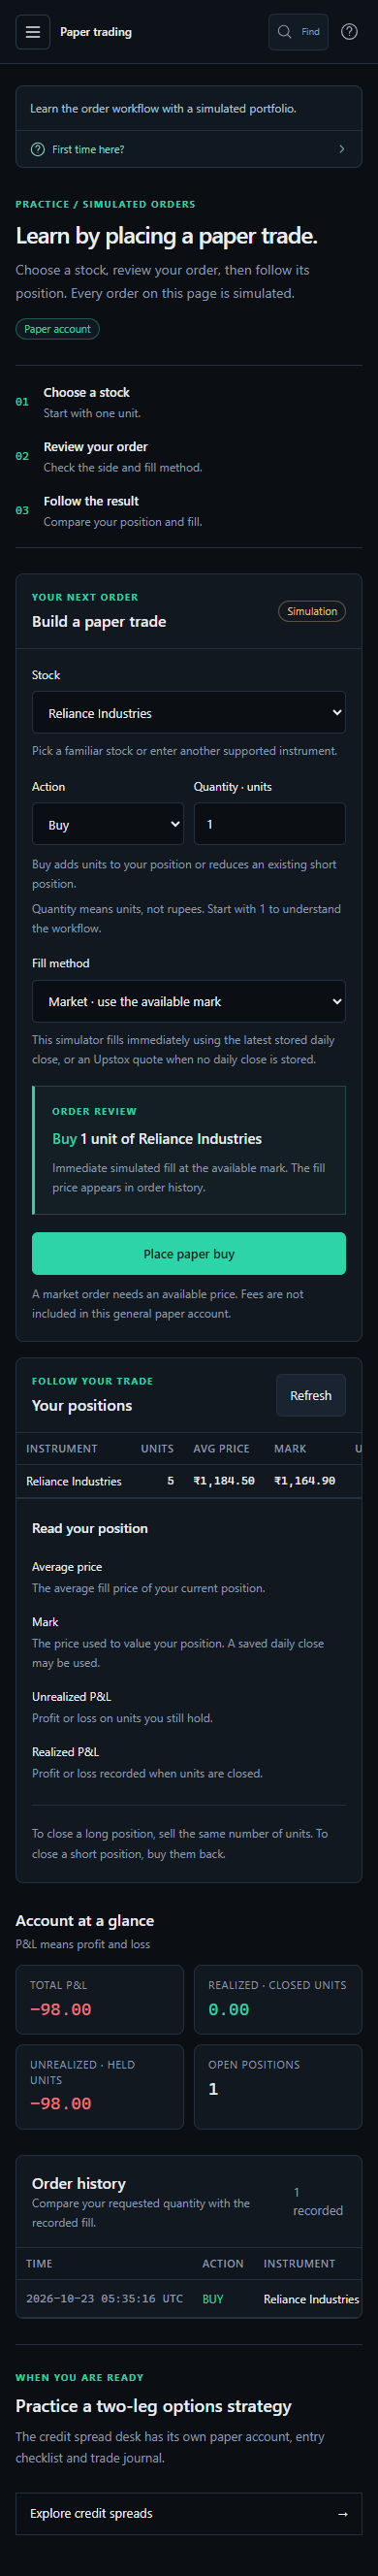 Paper trading
Find
Learn the order workflow with a simulated portfolio.
First time here?
PRACTICE / SIMULATED ORDERS
Learn by placing a paper trade.
Choose a stock, review your order, then follow its
position. Every order on this page is simulated.
Paper account
01 Choose a stock
Start with one unit.
02 Review your order
Check the side and fill method.
03 Follow the result
Compare your position and fill.
YOUR NEXT ORDER
Build a paper trade
Simulation
Stock
Reliance Industries
Pick a familiar stock or enter another supported instrument.
Action Quantity · units
Buy 1
Buy adds units to your position or reduces an existing short
position.
Quantity means units, not rupees. Start with 1 to understand
the workflow.
Fill method
Market · use the available mark
This simulator fills immediately using the latest stored daily
close, or an Upstox quote when no daily close is stored.
ORDER REVIEW
Buy 1 unit of Reliance Industries
Immediate simulated fill at the available mark. The fill
price appears in order history.
Place paper buy
A market order needs an available price. Fees are not
included in this general paper account.
FOLLOW YOUR TRADE
Your positions
Refresh
INSTRUMENT UNITS AVG PRICE MARK U
Reliance Industries 5 ₹1,184.50 ₹1,164.90
Read your position
Average price
The average fill price of your current position.
Mark
The price used to value your position. A saved daily close
may be used.
Unrealized P&L
Profit or loss on units you still hold.
Realized P&L
Profit or loss recorded when units are closed.
To close a long position, sell the same number of units. To
close a short position, buy them back.
Account at a glance
P&L means profit and loss
TOTAL P&L
−98.00
REALIZED · CLOSED UNITS
0.00
UNREALIZED · HELD
UNITS
−98.00
OPEN POSITIONS
1
Order history
Compare your requested quantity with the
recorded fill.
1
recorded
TIME ACTION INSTRUMENT
2026-10-23 05:35:16 UTC BUY Reliance Industries
WHEN YOU ARE READY
Practice a two-leg options strategy
The credit spread desk has its own paper account, entry
checklist and trade journal.
Explore credit spreads →